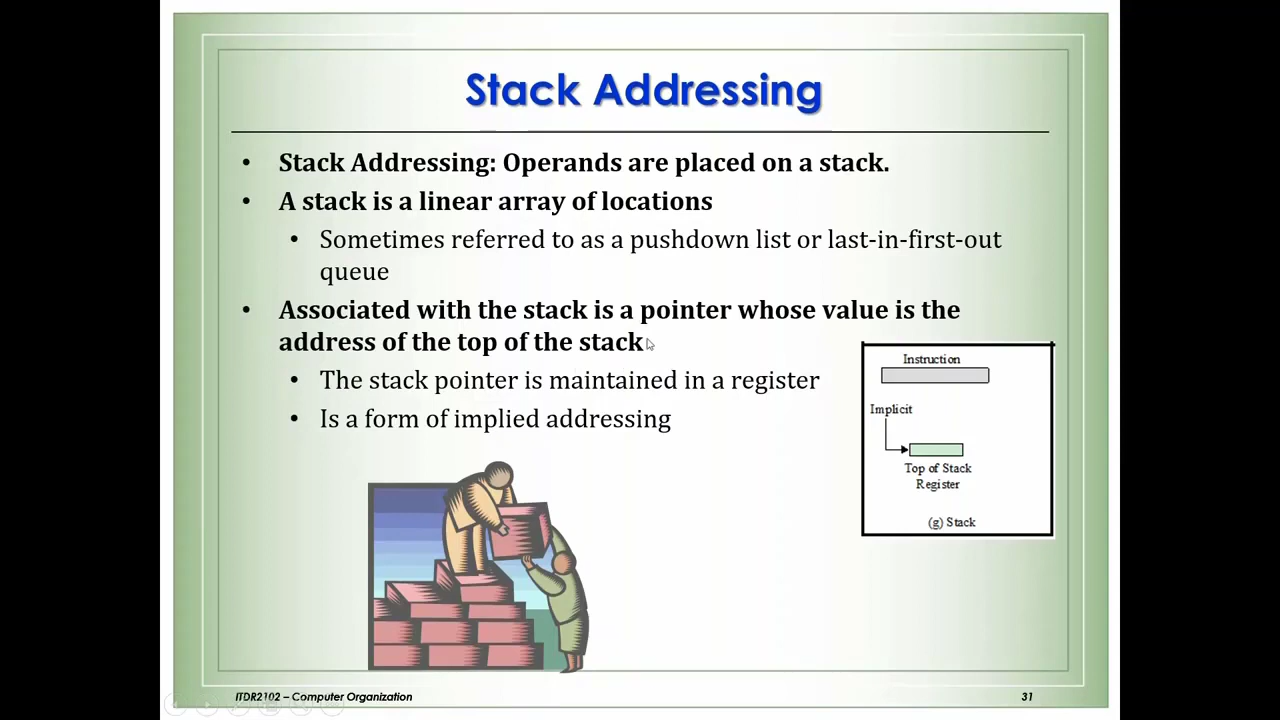 Stack Addressing
• Stack Addressing: Operands are placed on a stack.
• A stack is a linear array of locations
• Sometimes referred to as a pushdown list or last-in-first-out
queue
• Associated with the stack is a pointer whose value is the
address of the top of the stack
• The stack pointer is maintained in a register
• Is a form of implied addressing
Instruction
Implicit
Top of Stack
Register
(g) Stack
ITDR2102 – Computer Organization
31